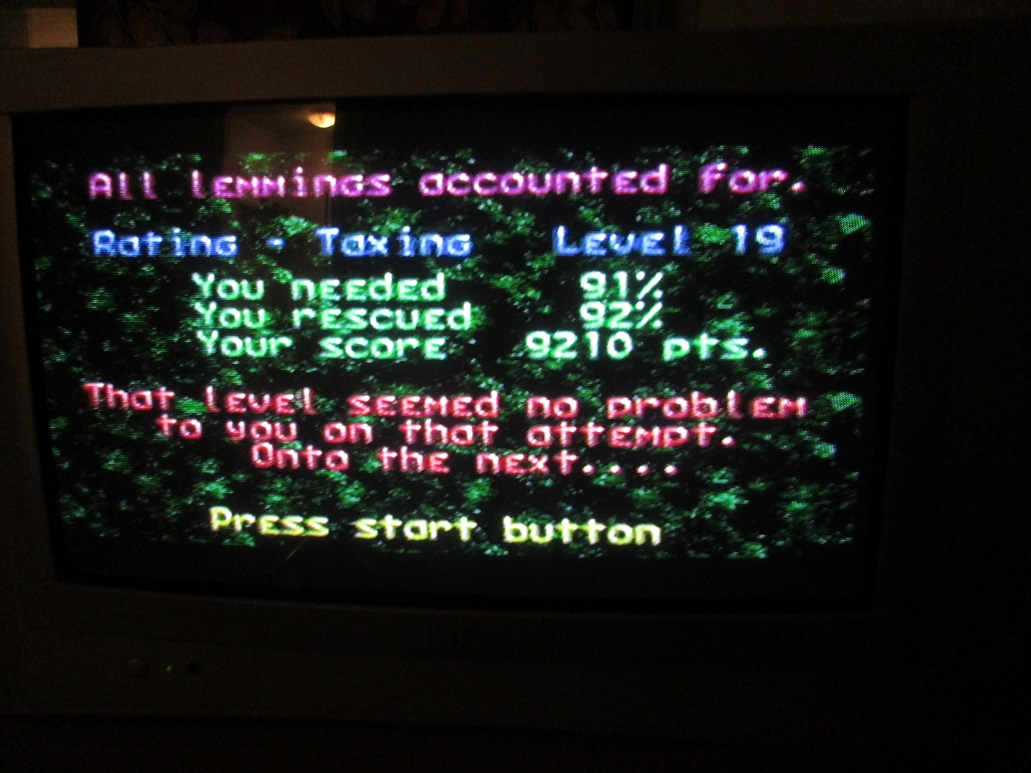 All lemmings accounted for.
Rating - Taxing Level 19
You needed 91%
You rescued 92%
Your score 9210 pts.
That level seemed no problem
to you on that attempt.
Onto the next....
Press start button